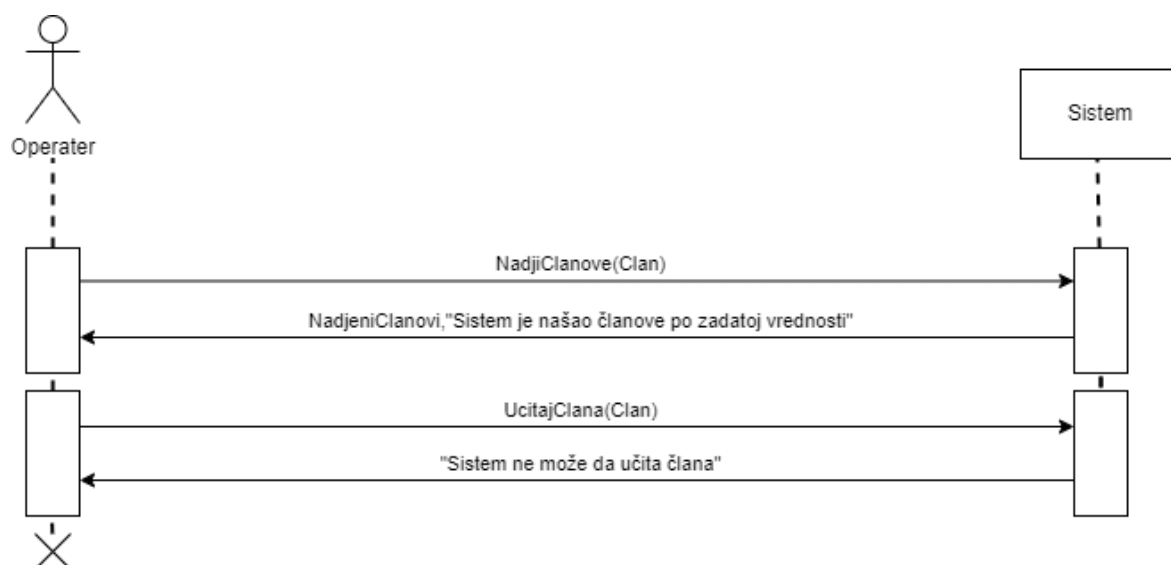 Operater
Sistem
NadjiClanove(Clan)
NadjeniClanovi,"Sistem je našao članove po zadatoj vrednosti"
UcitajClana(Clan)
"Sistem ne može da učita člana"